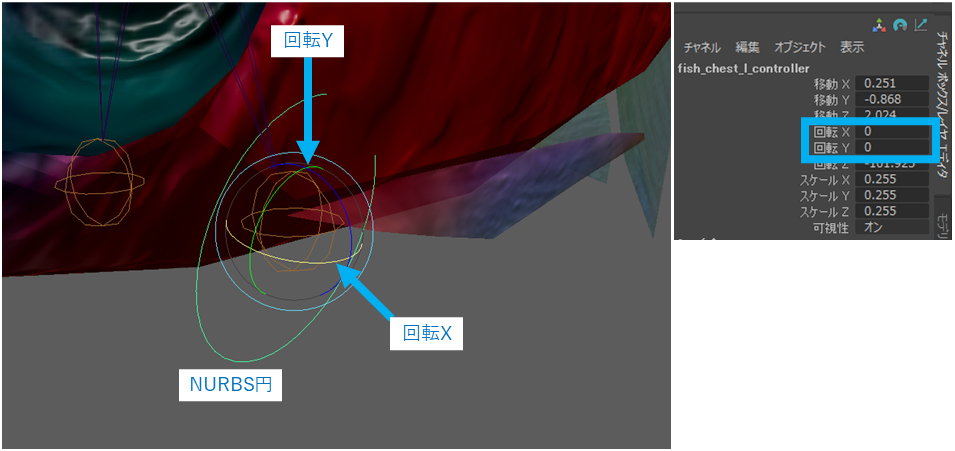 回転Y
回転X
NURBS円
チャネル 編集 オブジェクト 表示
fish_chest_l_controller
移動 X 0.251
移動 Y -0.868
移動 Z 2.024
回転 X 0
回転 Y 0
回転 Z -101.925
スケール X 0.255
スケール Y 0.255
スケール Z 0.255
可視性 オン
チャネル ボックス/レイヤ エディタ
モデリ